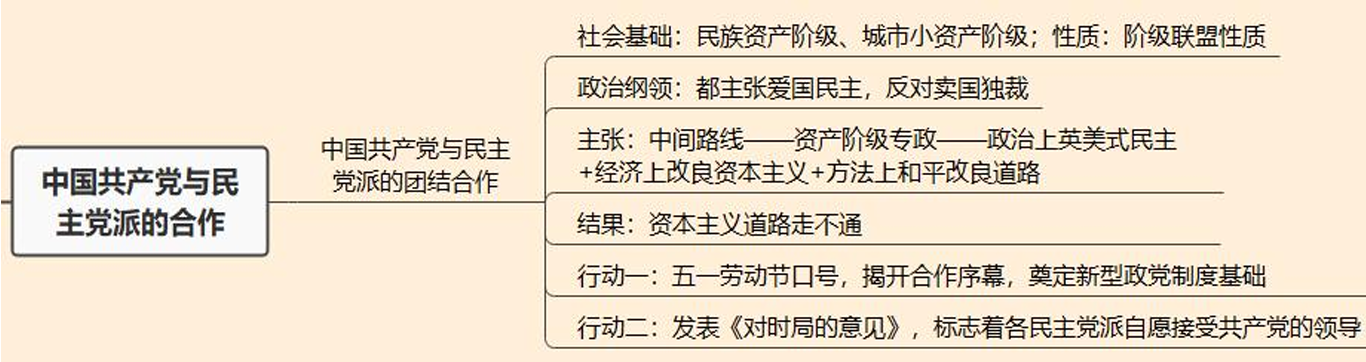 中国共产党与民
主党派的合作
中国共产党与民主
党派的团结合作
社会基础：民族资产阶级、城市小资产阶级；性质：阶级联盟性质
政治纲领：都主张爱国民主，反对卖国独裁
主张：中间路线——资产阶级专政——政治上英美式民主
+经济上改良资本主义+方法上和平改良道路
结果：资本主义道路走不通
行动一：五一劳动节口号，揭开合作序幕，奠定新型政党制度基础
行动二：发表《对时局的意见》，标志着各民主党派自愿接受共产党的领导